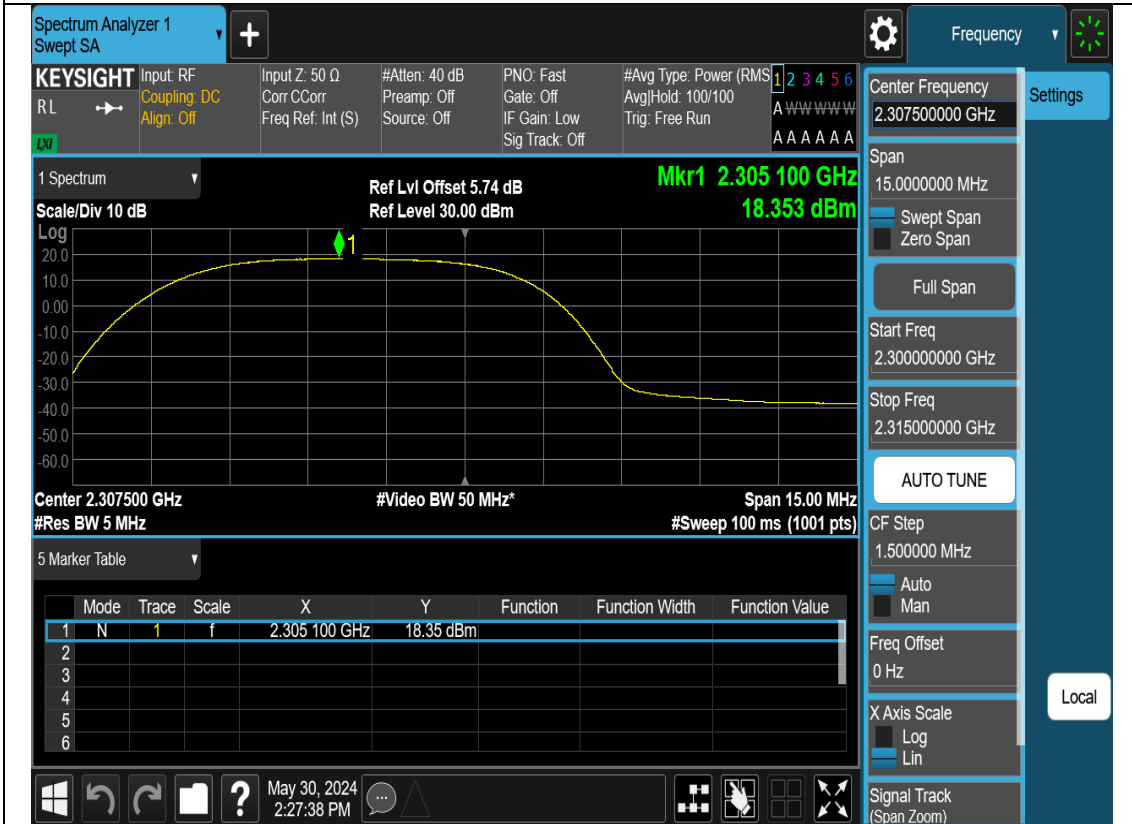 Spectrum Analyzer 1
Swept SA
Frequency
KEYSIGHT
R L
LXI
Input: RF
Coupling: DC
Align: Off
Input Z: 50 Ω
Corr CCorr
Freq Ref: Int (S)
#Atten: 40 dB
Preamp: Off
Source: Off
PNO: Fast
Gate: Off
IF Gain: Low
Sig Track: Off
#Avg Type: Power (RMS
Avg|Hold: 100/100
Trig: Free Run
1 2 3 4 5 6
A W W W W W
A A A A A A
1 Spectrum
Scale/Div 10 dB
Ref Lvl Offset 5.74 dB
Ref Level 30.00 dBm
Mkr1 2.305 100 GHz
18.353 dBm
Log
1
20.0
10.0
0.00
-10.0
-20.0
-30.0
-40.0
-50.0
-60.0
Center 2.307500 GHz
#Video BW 50 MHz*
Span 15.00 MHz
#Res BW 5 MHz
#Sweep 100 ms (1001 pts)
5 Marker Table
Mode Trace Scale X Y Function Function Width Function Value
1 N 1 f 2.305 100 GHz 18.35 dBm
2
3
4
5
6
May 30, 2024
2:27:38 PM
Center Frequency
2.307500000 GHz
Settings
Span
15.0000000 MHz
Swept Span
Zero Span
Full Span
Start Freq
2.300000000 GHz
Stop Freq
2.315000000 GHz
AUTO TUNE
CF Step
1.500000 MHz
Auto
Man
Freq Offset
0 Hz
Local
X Axis Scale
Log
Lin
Signal Track
(Span Zoom)